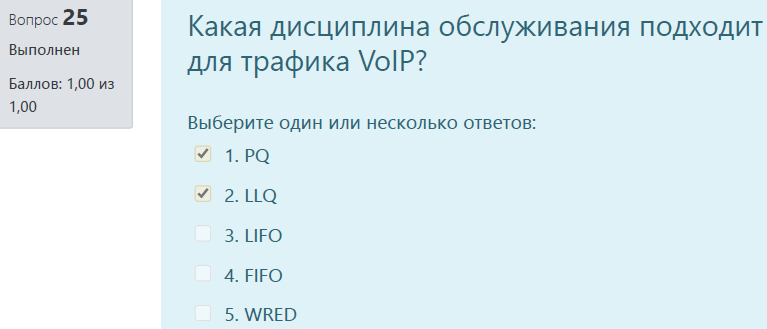 Вопрос 25
Выполнен
Баллов: 1,00 из
1,00
Какая дисциплина обслуживания подходит
для трафика VoIP?
Выберите один или несколько ответов:
1. PQ
2. LLQ
3. LIFO
4. FIFO
5. WRED